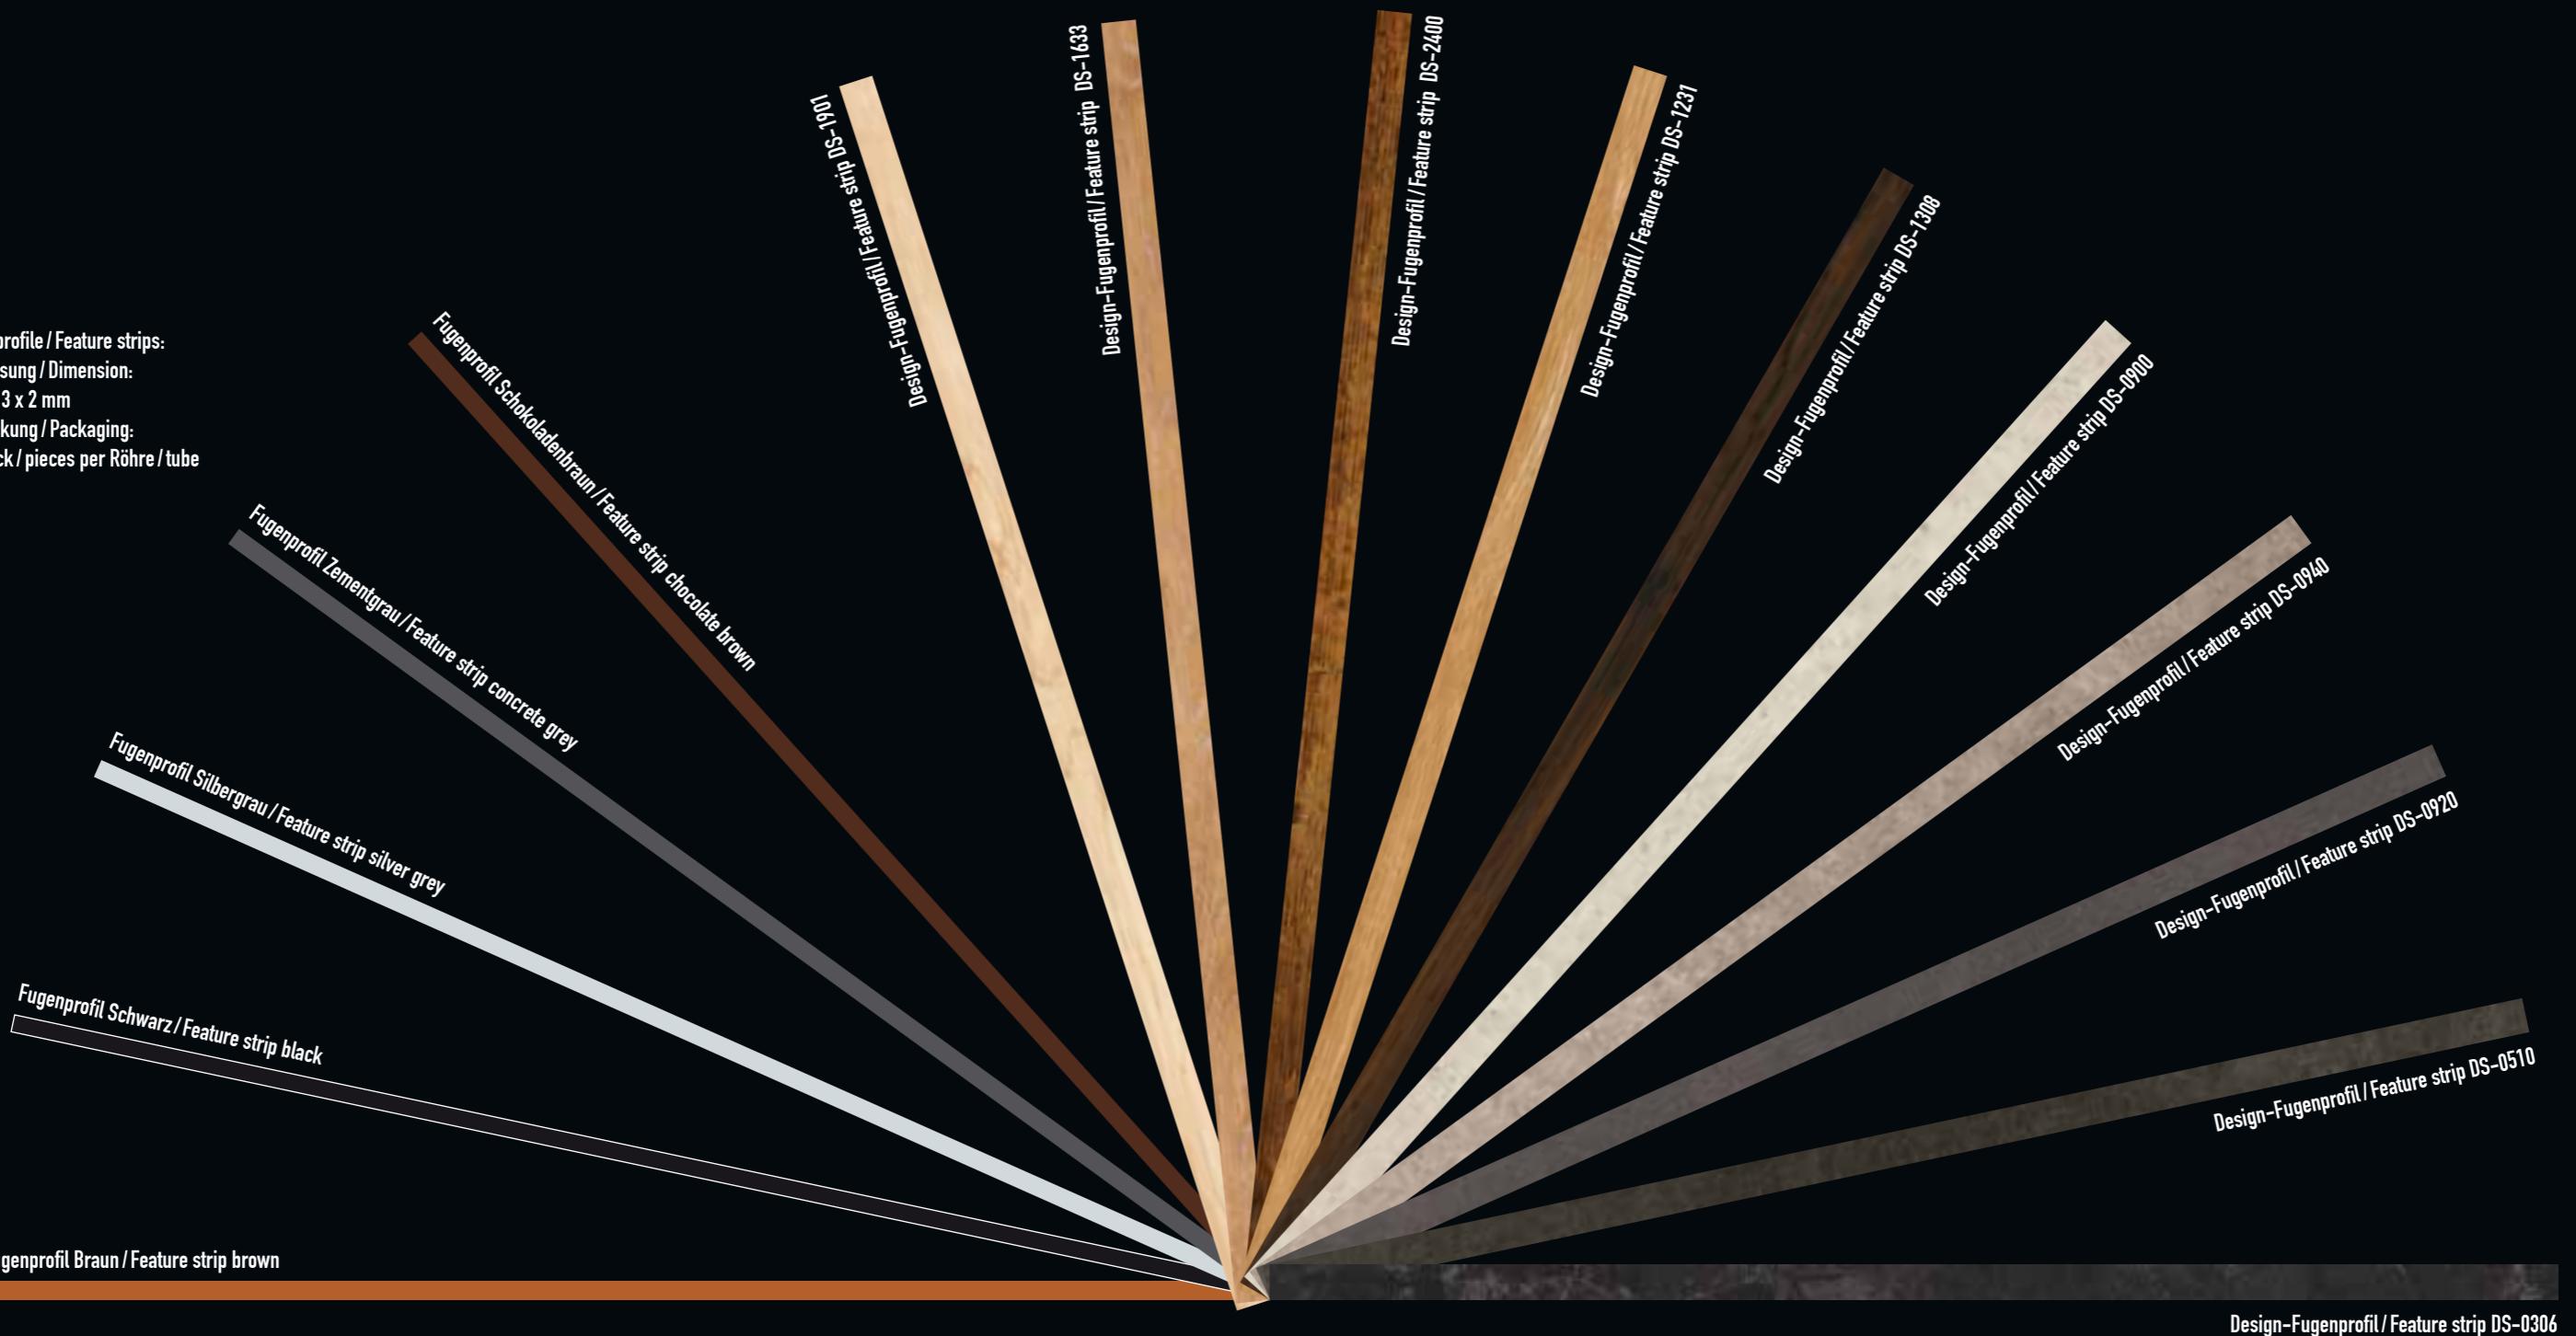 profile / Feature strips:
sung / Dimension:
3 x 2 mm
kung / Packaging:
ck / pieces per Röhre / tube
genprofil Braun / Feature strip brown
Fugenprofil Schwarz / Feature strip black
Fugenprofil Silbergrau / Feature strip silver grey
Fugenprofil Zementgrau / Feature strip concrete grey
Fugenprofil Schokoladenbraun / Feature strip chocolate brown
Design-Fugenprofil / Feature strip DS-1901
Design-Fugenprofil / Feature strip DS-1633
Design-Fugenprofil / Feature strip DS-2400
Design-Fugenprofil / Feature strip DS-1231
Design-Fugenprofil / Feature strip DS-1308
Design-Fugenprofil / Feature strip DS-0900
Design-Fugenprofil / Feature strip DS-0940
Design-Fugenprofil / Feature strip DS-0920
Design-Fugenprofil / Feature strip DS-0510
Design-Fugenprofil / Feature strip DS-0306